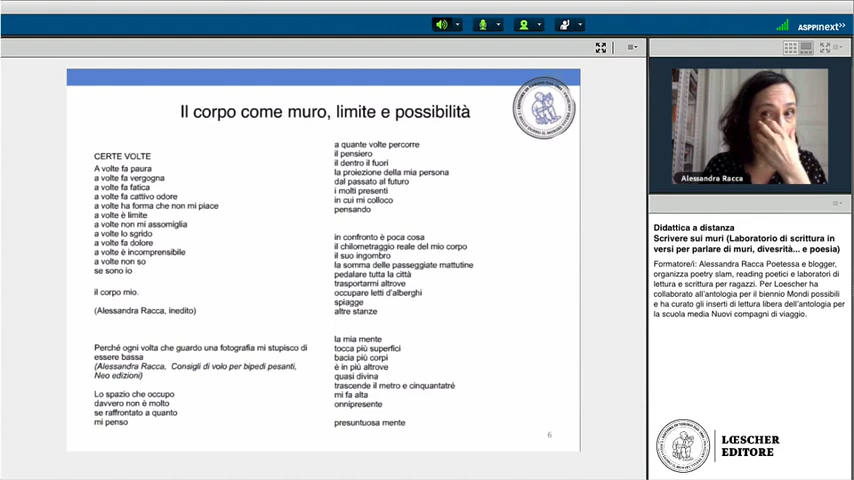 ASPPInext»
Il corpo come muro, limite e possibilità
CERTE VOLTE
A volte fa paura
a volte fa vergogna
a volte fa fatica
a volte fa cattivo odore
a volte ha forma che non mi piace
a volte è limite
a volte non mi assomiglia
a volte lo sgrido
a volte fa dolore
a volte è incomprensibile
a volte non so
se sono io
il corpo mio.
(Alessandra Racca, inedito)
Perché ogni volta che guardo una fotografia mi stupisco di
essere bassa
(Alessandra Racca, Consigli di volo per bipedi pesanti,
Neo edizioni)
Lo spazio che occupo
davvero non è molto
se raffrontato a quanto
mi penso
a quante volte percorre
il pensiero
il dentro il fuori
la proiezione della mia persona
dal passato al futuro
i molti presenti
in cui mi colloco
pensando
in confronto è poca cosa
il chilometraggio reale del mio corpo
il suo ingombro
la somma delle passeggiate mattutine
pedalare tutta la città
trasportarmi altrove
occupare letti d'alberghi
spiagge
altre stanze
la mia mente
tocca più superfici
bacia più corpi
è in più altrove
quasi divina
trascende il metro e cinquantatré
mi fa alta
onnipresente
presuntuosa mente
6
Alessandra Racca
Didattica a distanza
Scrivere sui muri (Laboratorio di scrittura in
versi per parlare di muri, divesrità... e poesia)
Formatore/i: Alessandra Racca Poetessa e blogger,
organizza poetry slam, reading poetici e laboratori di
lettura e scrittura per ragazzi. Per Loescher ha
collaborato all'antologia per il biennio Mondi possibili
e ha curato gli inserti di lettura libera dell'antologia per
la scuola media Nuovi compagni di viaggio.
LŒSCHER
EDITORE